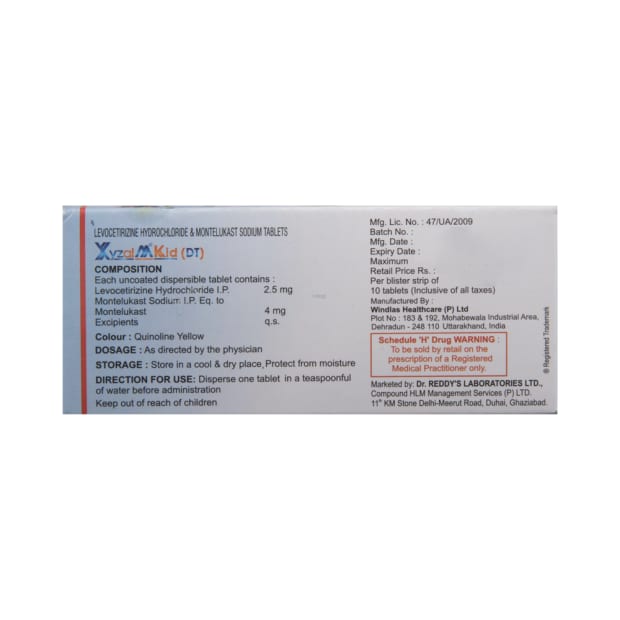 LEVOCETIRIZINE HYDROCHLORIDE & MONTELUKAST SODIUM TABLETS
Xyzal M Kid (DT)
COMPOSITION
Each uncoated dispersible tablet contains :
Levocetirizine Hydrochloride I.P. 2.5 mg
Montelukast Sodium I.P. Eq. to
Montelukast 4 mg
Excipients q.s.
Colour : Quinoline Yellow
DOSAGE : As directed by the physician
STORAGE : Store in a cool & dry place, Protect from moisture
DIRECTION FOR USE: Disperse one tablet in a teaspoonful
of water before administration
Keep out of reach of children
Mfg. Lic. No. : 47/UA/2009
Batch No. :
Mfg. Date :
Expiry Date :
Maximum
Retail Price Rs. :
Per blister strip of
10 tablets (Inclusive of all taxes)
Manufactured By :
Windlas Healthcare (P) Ltd
Plot No : 183 & 192, Mohabewala Industrial Area,
Dehradun - 248 110 Uttarakhand, India
Schedule 'H' Drug WARNING :
To be sold by retail on the
prescription of a Registered
Medical Practitioner only.
Marketed by: Dr. REDDY'S LABORATORIES LTD.,
Compound HLM Management Services (P) LTD.
11th KM Stone Delhi-Meerut Road, Duhai, Ghaziabad.
® Registered Trademark